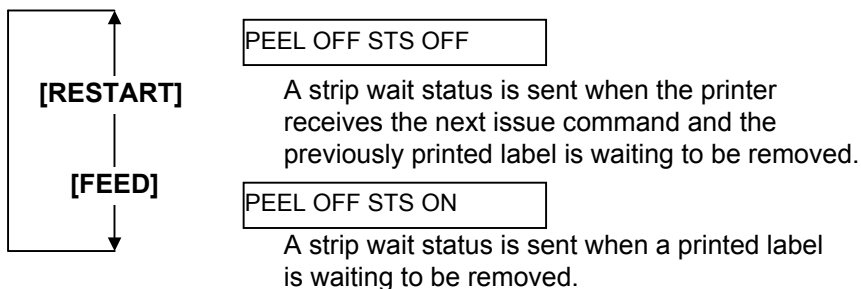 PEEL OFF STS OFF
[RESTART]
A strip wait status is sent when the printer
receives the next issue command and the
previously printed label is waiting to be removed.
[FEED]
PEEL OFF STS ON
A strip wait status is sent when a printed label
is waiting to be removed.